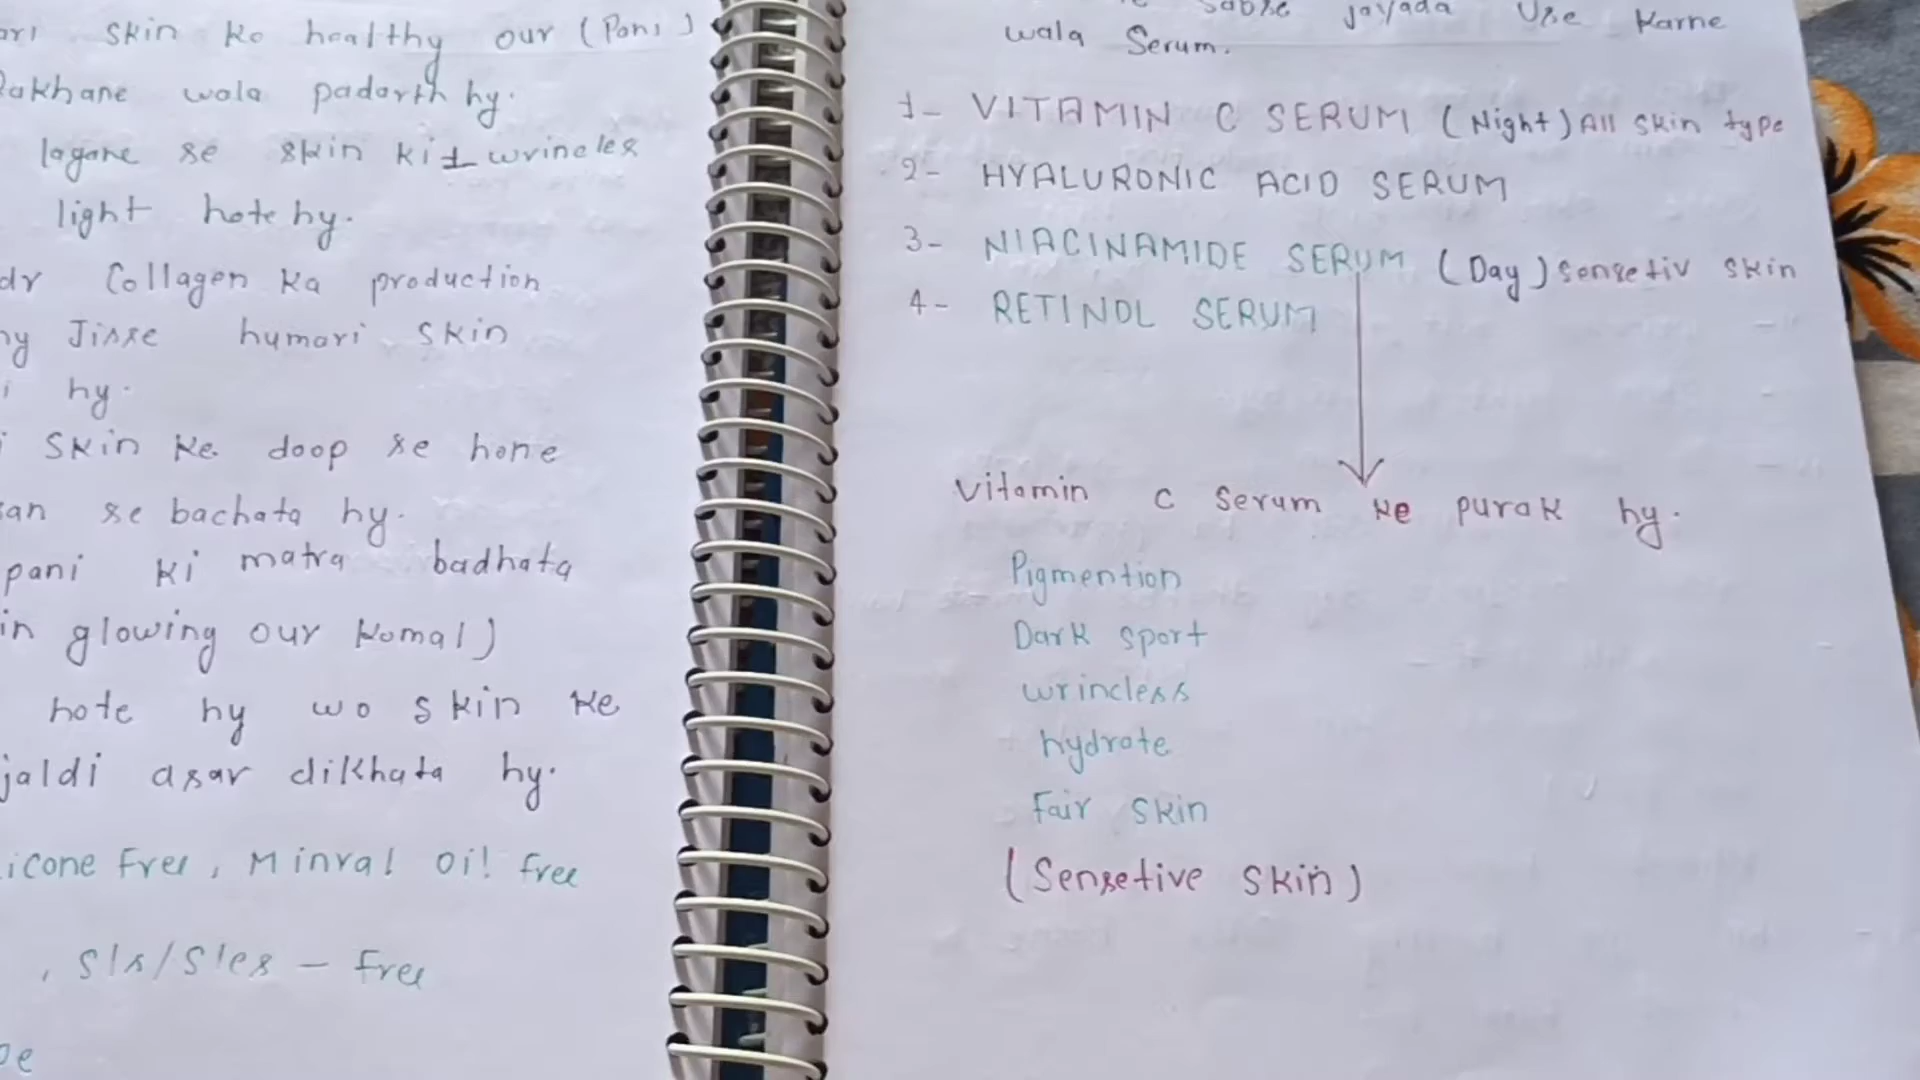 skin ko healthy our (Pani)
Rakhane wala padarth hy.
lagane se skin ki wrincles
light hote hy.
Collagen ka production
hy Jisse humari skin
hy.
skin ke doop se hone
se bachata hy.
pani ki matra badhata
in glowing our komal)
hote hy wo skin ke
jaldi asar dikhata hy.
icone Free, Minral oil free
, Sls/Sles - free
sabse jayada Use Karne
wala Serum.
1- VITAMIN C SERUM (Night) All skin type
2- HYALURONIC ACID SERUM
3- NIACINAMIDE SERUM (Day) sensetiv skin
4- RETINOL SERUM
Vitamin C serum ke purak hy.
Pigmention
Dark sport
wrincless
hydrate
Fair skin
(Sensetive skin)